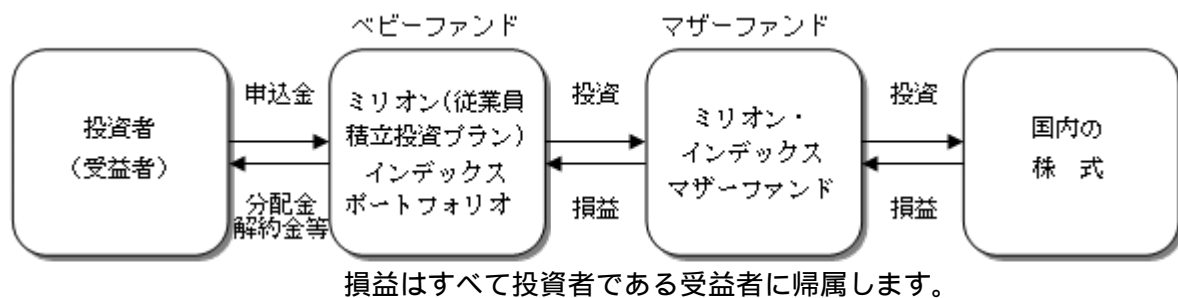 ベビーファンド
マザーファンド
投資者
(受益者)
申込金
分配金
解約金等
ミリオン(従業員
積立投資プラン)
インデックス
ポートフォリオ
投資
損益
ミリオン・
インデックス
マザーファンド
投資
損益
国内の
株 式
損益はすべて投資者である受益者に帰属します。